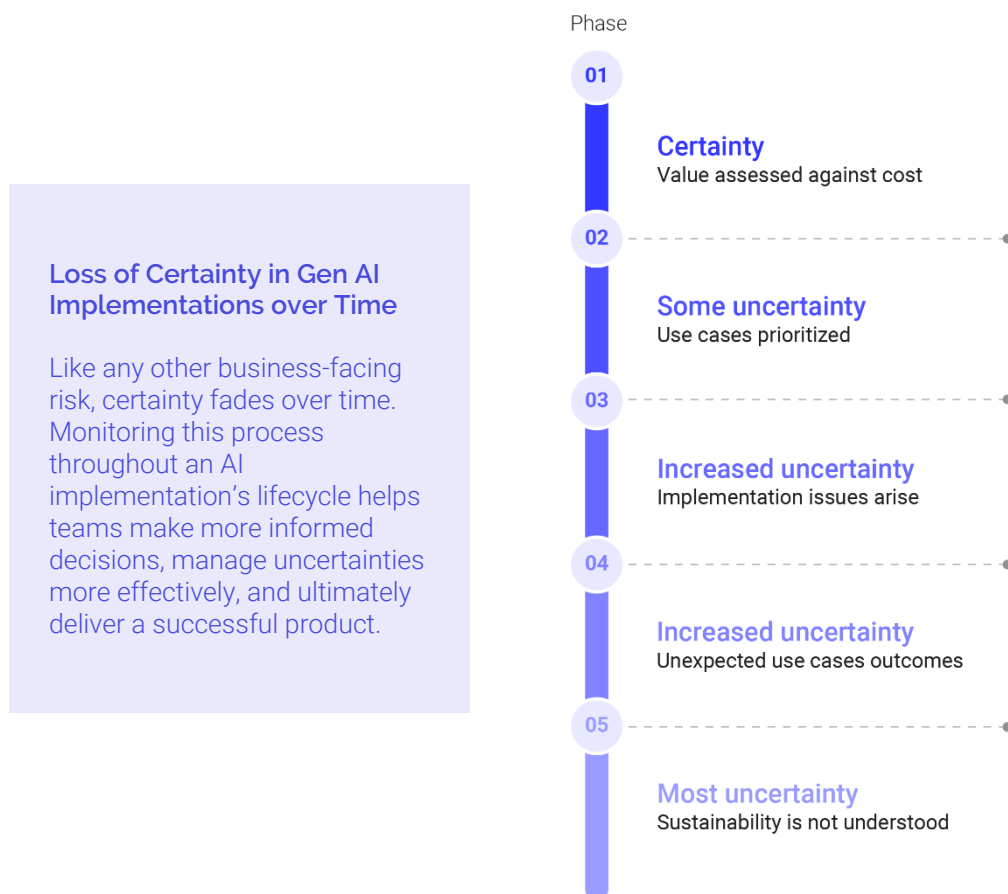 Phase
01
Certainty
Value assessed against cost
02
Some uncertainty
Use cases prioritized
Loss of Certainty in Gen AI
Implementations over Time
Like any other business-facing
risk, certainty fades over time.
Monitoring this process
throughout an AI
implementation’s lifecycle helps
teams make more informed
decisions, manage uncertainties
more effectively, and ultimately
deliver a successful product.
03
Increased uncertainty
Implementation issues arise
04
Increased uncertainty
Unexpected use cases outcomes
05
Most uncertainty
Sustainability is not understood